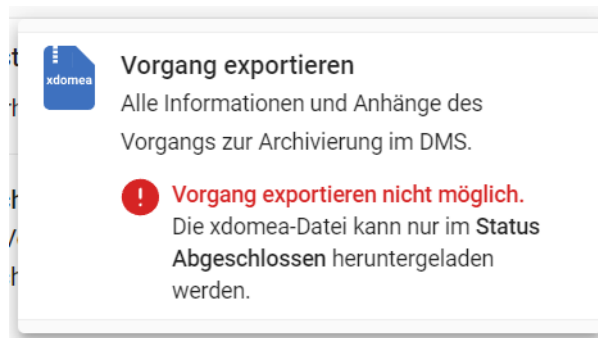 xdomea
Vorgang exportieren
Alle Informationen und Anhänge des
Vorgangs zur Archivierung im DMS.
!
Vorgang exportieren nicht möglich.
Die xdomea-Datei kann nur im Status
Abgeschlossen heruntergeladen
werden.